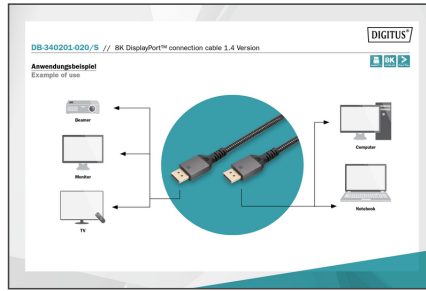 DIGITUS®
DB-340201-020/S // 8K DisplayPort™ connection cable 1.4 Version
8K
Anwendungsbeispiel
Example of use
Beamer
Computer
Monitor
Notebook
TV